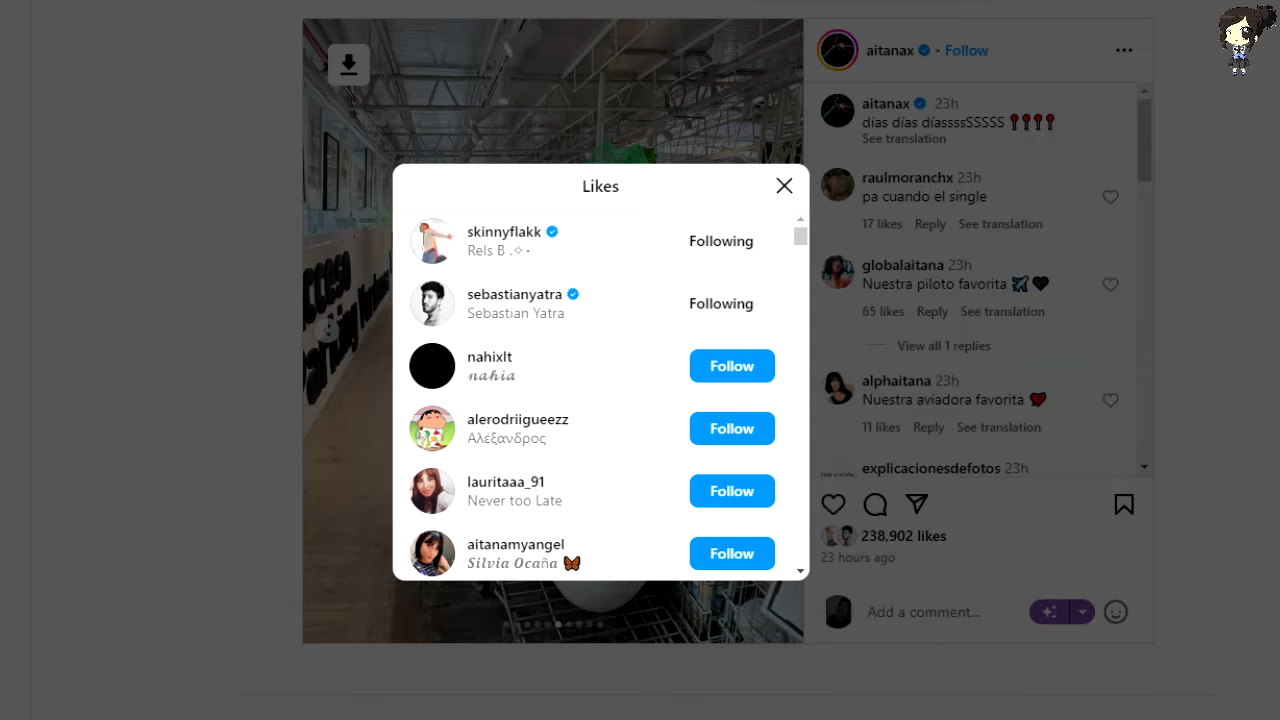 aitanax • Follow
aitanax 23h
días días díassssSSSSS
See translation
raulmoranchx 23h
pa cuando el single
17 likes Reply See translation
globalaitana 23h
Nuestra piloto favorita
65 likes Reply See translation
View all 1 replies
alphaitana 23h
Nuestra aviadora favorita
11 likes Reply See translation
explicacionesdefotos 23h
238,902 likes
23 hours ago
Add a comment...
Likes
skinnyflakk
Rels B .✧⋆
Following
sebastianyatra
Sebastian Yatra
Following
nahixlt
𝓷𝓪𝓱𝓲𝓪
Follow
alerodriigueezz
Αλέξανδρος
Follow
lauritaaa_91
Never too Late
Follow
aitanamyangel
𝑺𝒊𝒍𝒗𝒊𝒂 𝑶𝒄𝒂ñ𝒂 🦋
Follow